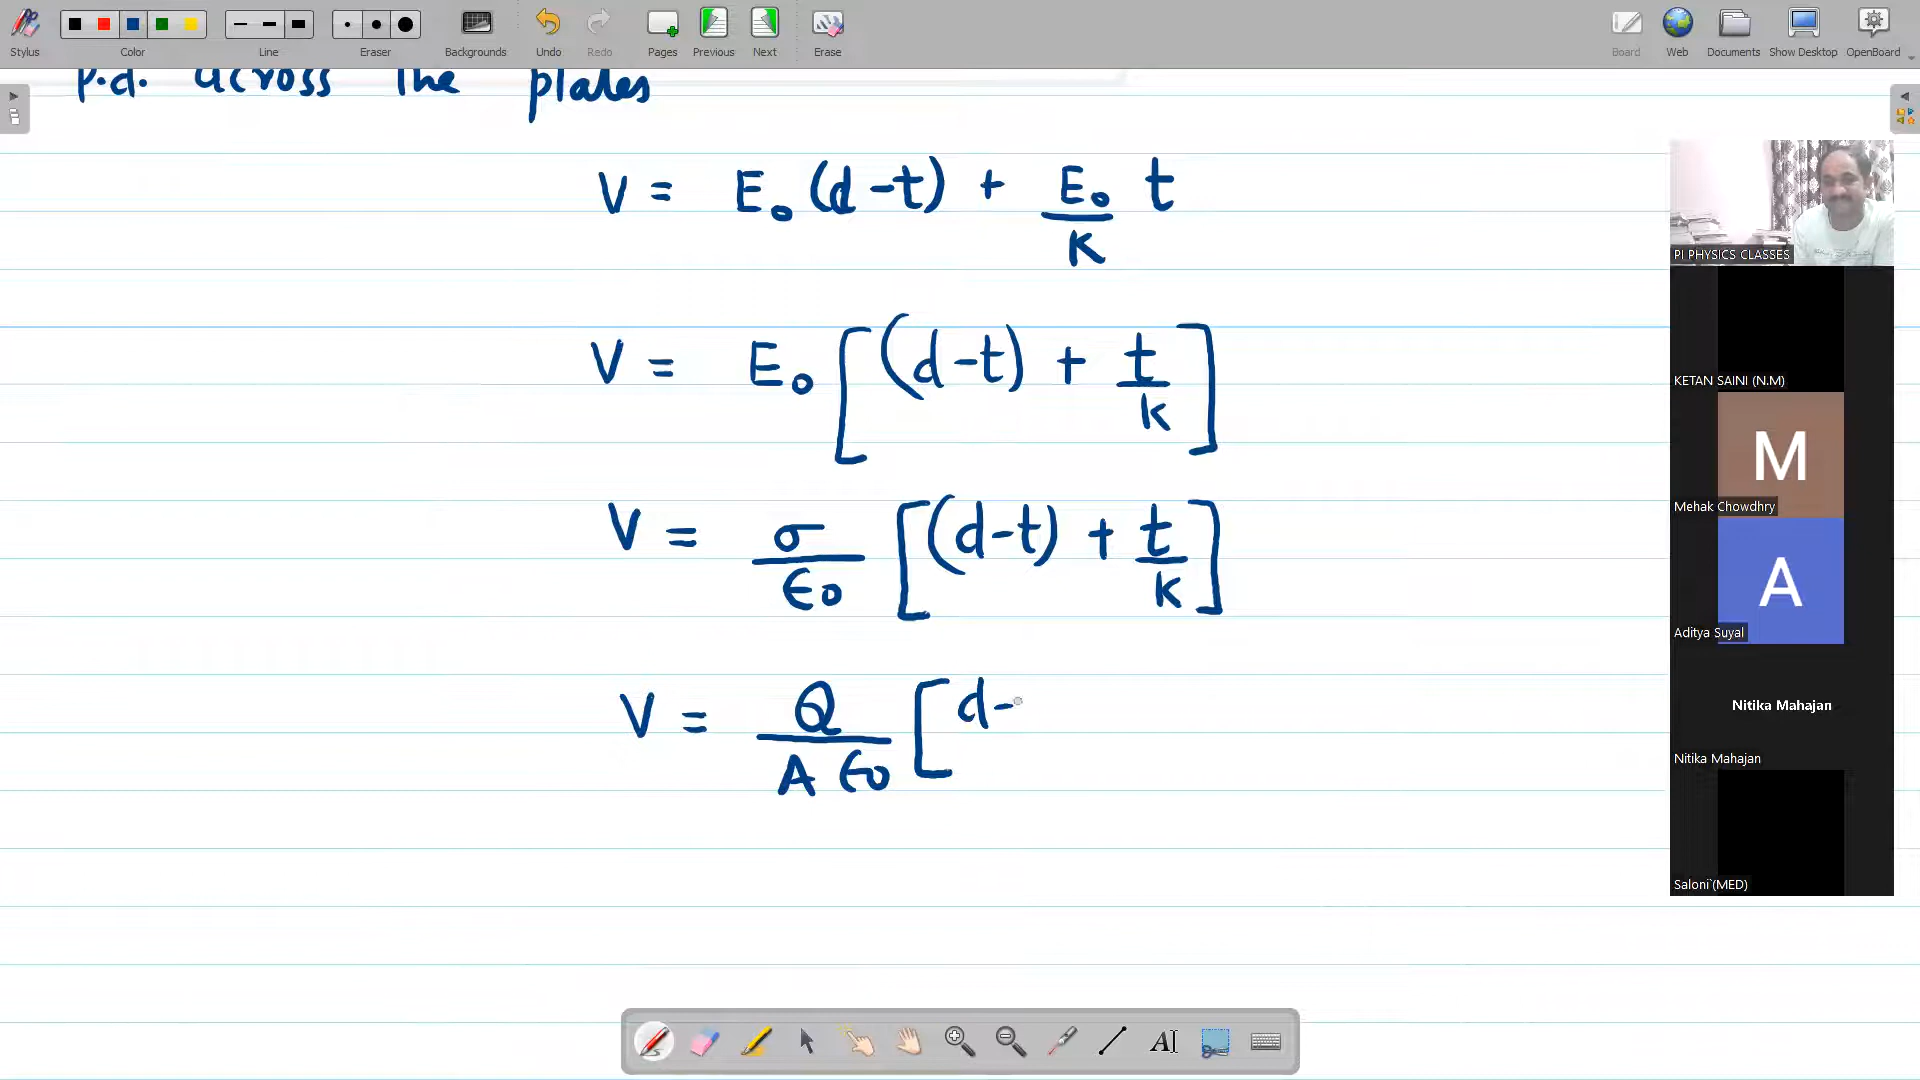 Stylus
Color
Line
Eraser
Backgrounds
Undo
Redo
Pages
Previous
Next
Erase
Board
Web
Documents
Show Desktop
OpenBoard
p.d. across the plates
V = E₀ (d-t) + E₀/K t
V = E₀ [(d-t) + t/k]
V = σ/ϵ₀ [(d-t) + t/K]
V = Q/A ϵ₀ [d-
PI PHYSICS CLASSES
KETAN SAINI (N.M)
M
Mehak Chowdhry
A
Aditya Suyal
Nitika Mahajan
Nitika Mahajan
Saloni`(MED)
AI